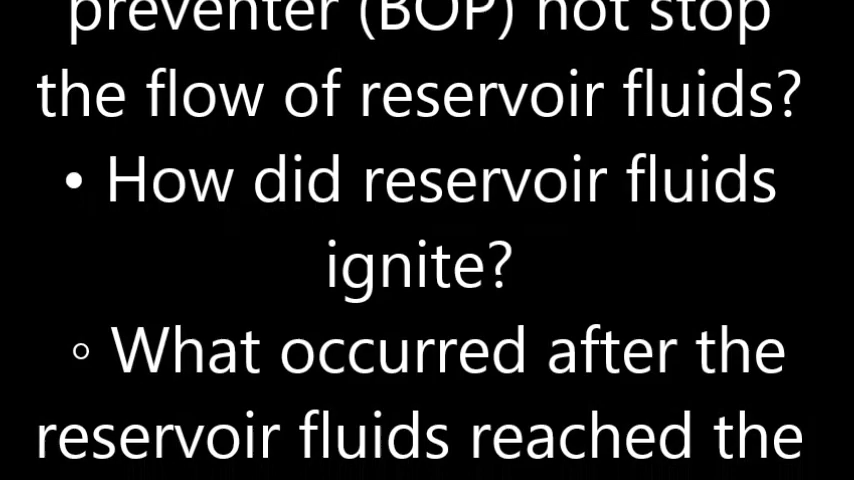 preventer (BOP) not stop
the flow of reservoir fluids?
• How did reservoir fluids
ignite?
◦ What occurred after the
reservoir fluids reached the